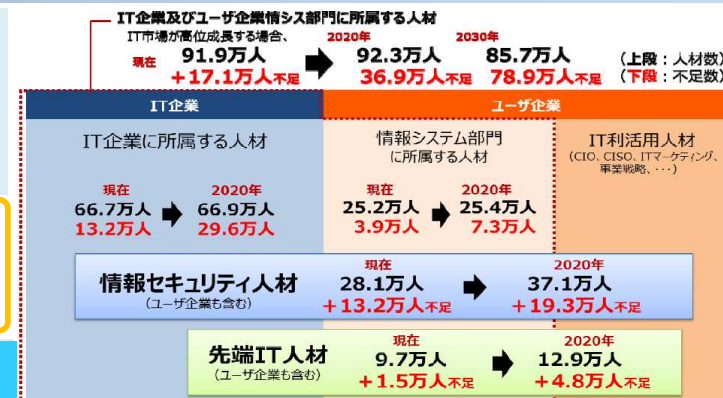 IT企業及びユーザ企業情シス部門に所属する人材
IT市場が高位成長する場合、
2020年 2030年
現在 91.9万人 92.3万人 85.7万人 (上段：人材数)
+17.1万人不足 36.9万人不足 78.9万人不足 (下段：不足数)
IT企業 ユーザ企業
IT企業に所属する人材
情報システム部門
に所属する人材
IT利活用人材
(CIO、CISO、ITマーケティング、
事業戦略、・・・)
現在 2020年
66.7万人 66.9万人
13.2万人 29.6万人
現在 2020年
25.2万人 25.4万人
3.9万人 7.3万人
情報セキュリティ人材
(ユーザ企業も含む)
現在 2020年
28.1万人 37.1万人
+13.2万人不足 +19.3万人不足
先端IT人材
(ユーザ企業も含む)
現在 2020年
9.7万人 12.9万人
+1.5万人不足 +4.8万人不足